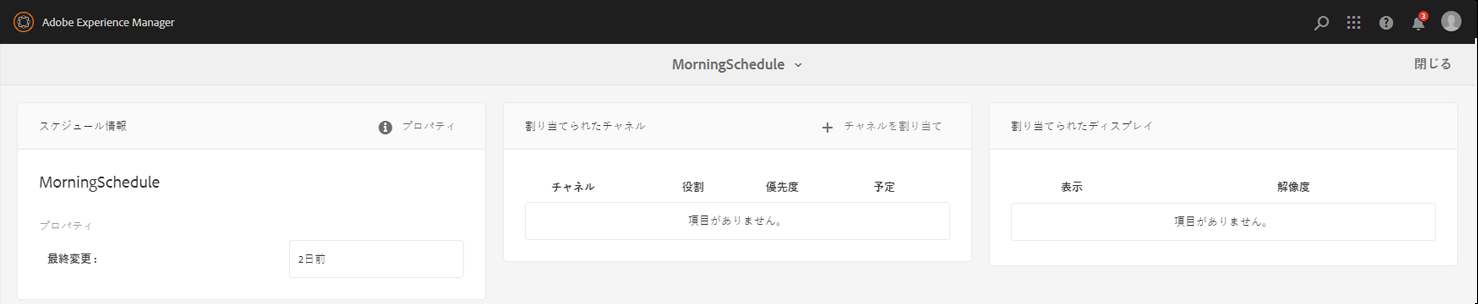 Adobe Experience Manager
3
MorningSchedule
閉じる
スケジュール情報
プロパティ
MorningSchedule
プロパティ
最終変更 :
2日前
割り当てられたチャネル
チャネルを割り当て
チャネル 役割 優先度 予定
項目がありません。
割り当てられたディスプレイ
表示 解像度
項目がありません。